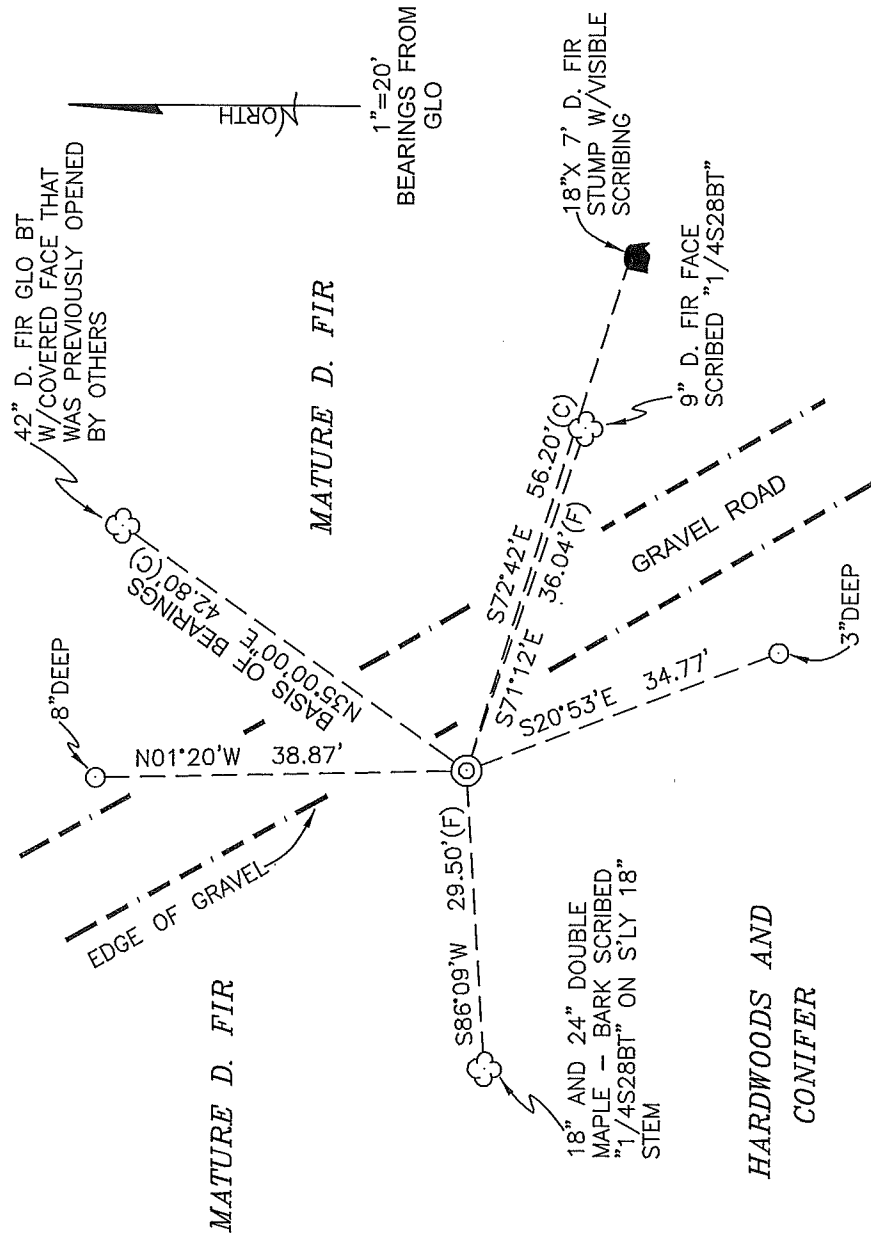 42" D. FIR GLO BT
W/COVERED FACE THAT
WAS PREVIOUSLY OPENED
BY OTHERS
NORTH
1"=20'
BEARINGS FROM
GLO
8"DEEP
BASIS OF BEARINGS
N35°00'00"E 42.80'(C)
MATURE D. FIR
N01°20'W 38.87'
EDGE OF GRAVEL
18"X 7' D. FIR
STUMP W/VISIBLE
SCRIBING
S72°42'E 56.20'(C)
S71°12'E 36.04'(F)
9" D. FIR FACE
SCRIBED "1/4S28BT"
GRAVEL ROAD
S20°53'E 34.77'
3"DEEP
MATURE D. FIR
S86°09'W 29.50'(F)
18" AND 24" DOUBLE
MAPLE – BARK SCRIBED
"1/4S28BT" ON S'LY 18"
STEM
HARDWOODS AND
CONIFER